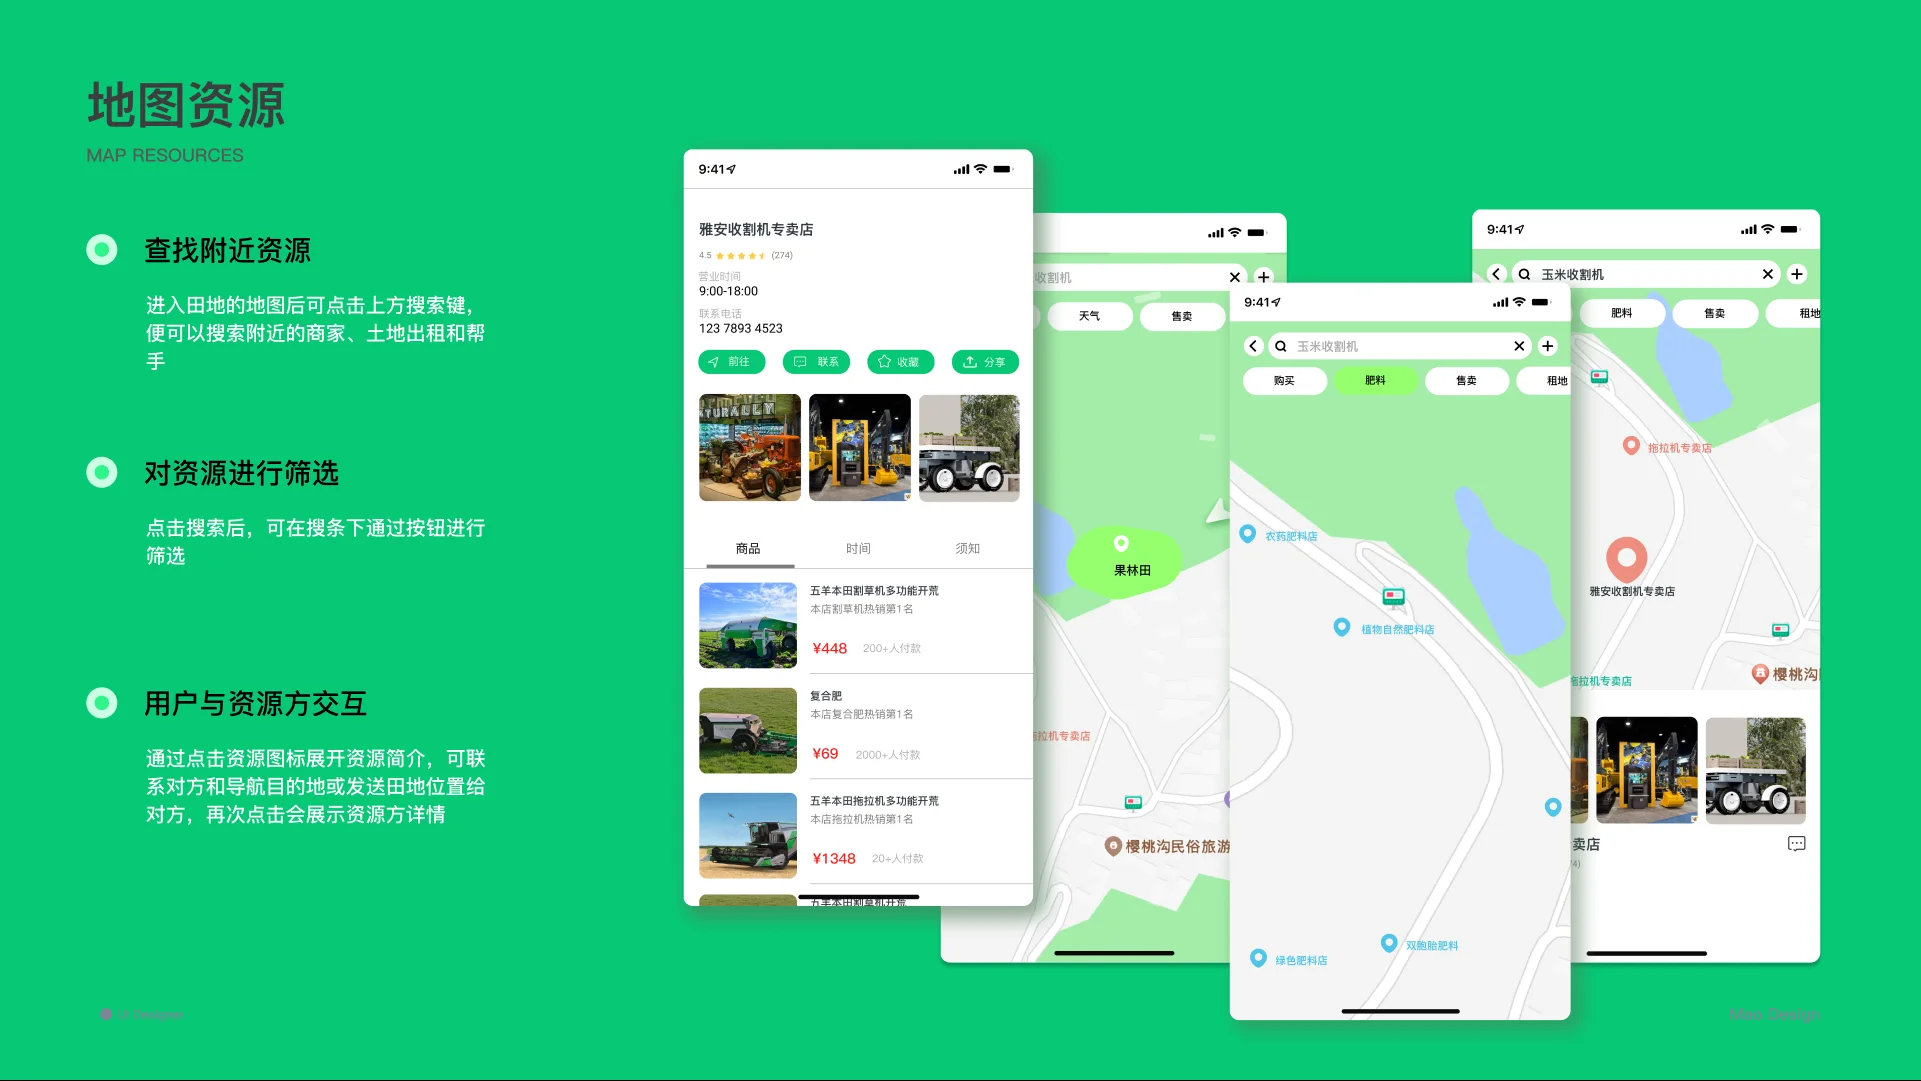 地图资源
MAP RESOURCES
查找附近资源
进入田地的地图后可点击上方搜索键，
便可以搜索附近的商家、土地出租和帮
手
对资源进行筛选
点击搜索后，可在搜条下通过按钮进行
筛选
用户与资源方交互
通过点击资源图标展开资源简介，可联
系对方和导航目的地或发送田地位置给
对方，再次点击会展示资源方详情
9:41
雅安收割机专卖店
4.5 (274)
营业时间
9:00-18:00
联系电话
123 7893 4523
前往 联系 收藏 分享
商品 时间 须知
五羊本田割草机多功能开荒
本店割草机热销第1名
¥448 200+人付款
复合肥
本店复合肥热销第1名
¥69 2000+人付款
五羊本田拖拉机多功能开荒
本店拖拉机热销第1名
¥1348 20+人付款
五羊本田割草机开荒
收割机
天气 售卖
果林田
拉机专卖店
樱桃沟民俗旅游
9:41
玉米收割机
购买 肥料 售卖 租地
农药肥料店
植物自然肥料店
双胞胎肥料
绿色肥料店
9:41
玉米收割机
肥料 售卖 租地
拖拉机专卖店
雅安收割机专卖店
拖拉机专卖店
樱桃沟
卖店
UI Designer
Mao Design